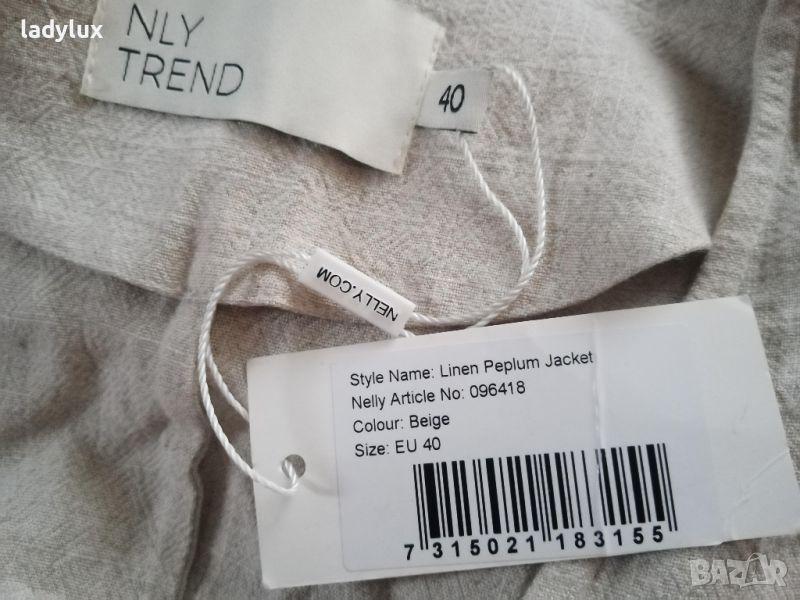 ladylux
NLY
TREND
40
NELLY.COM
Style Name: Linen Peplum Jacket
Nelly Article No: 096418
Colour: Beige
Size: EU 40
7 315021 183155
BAZAR